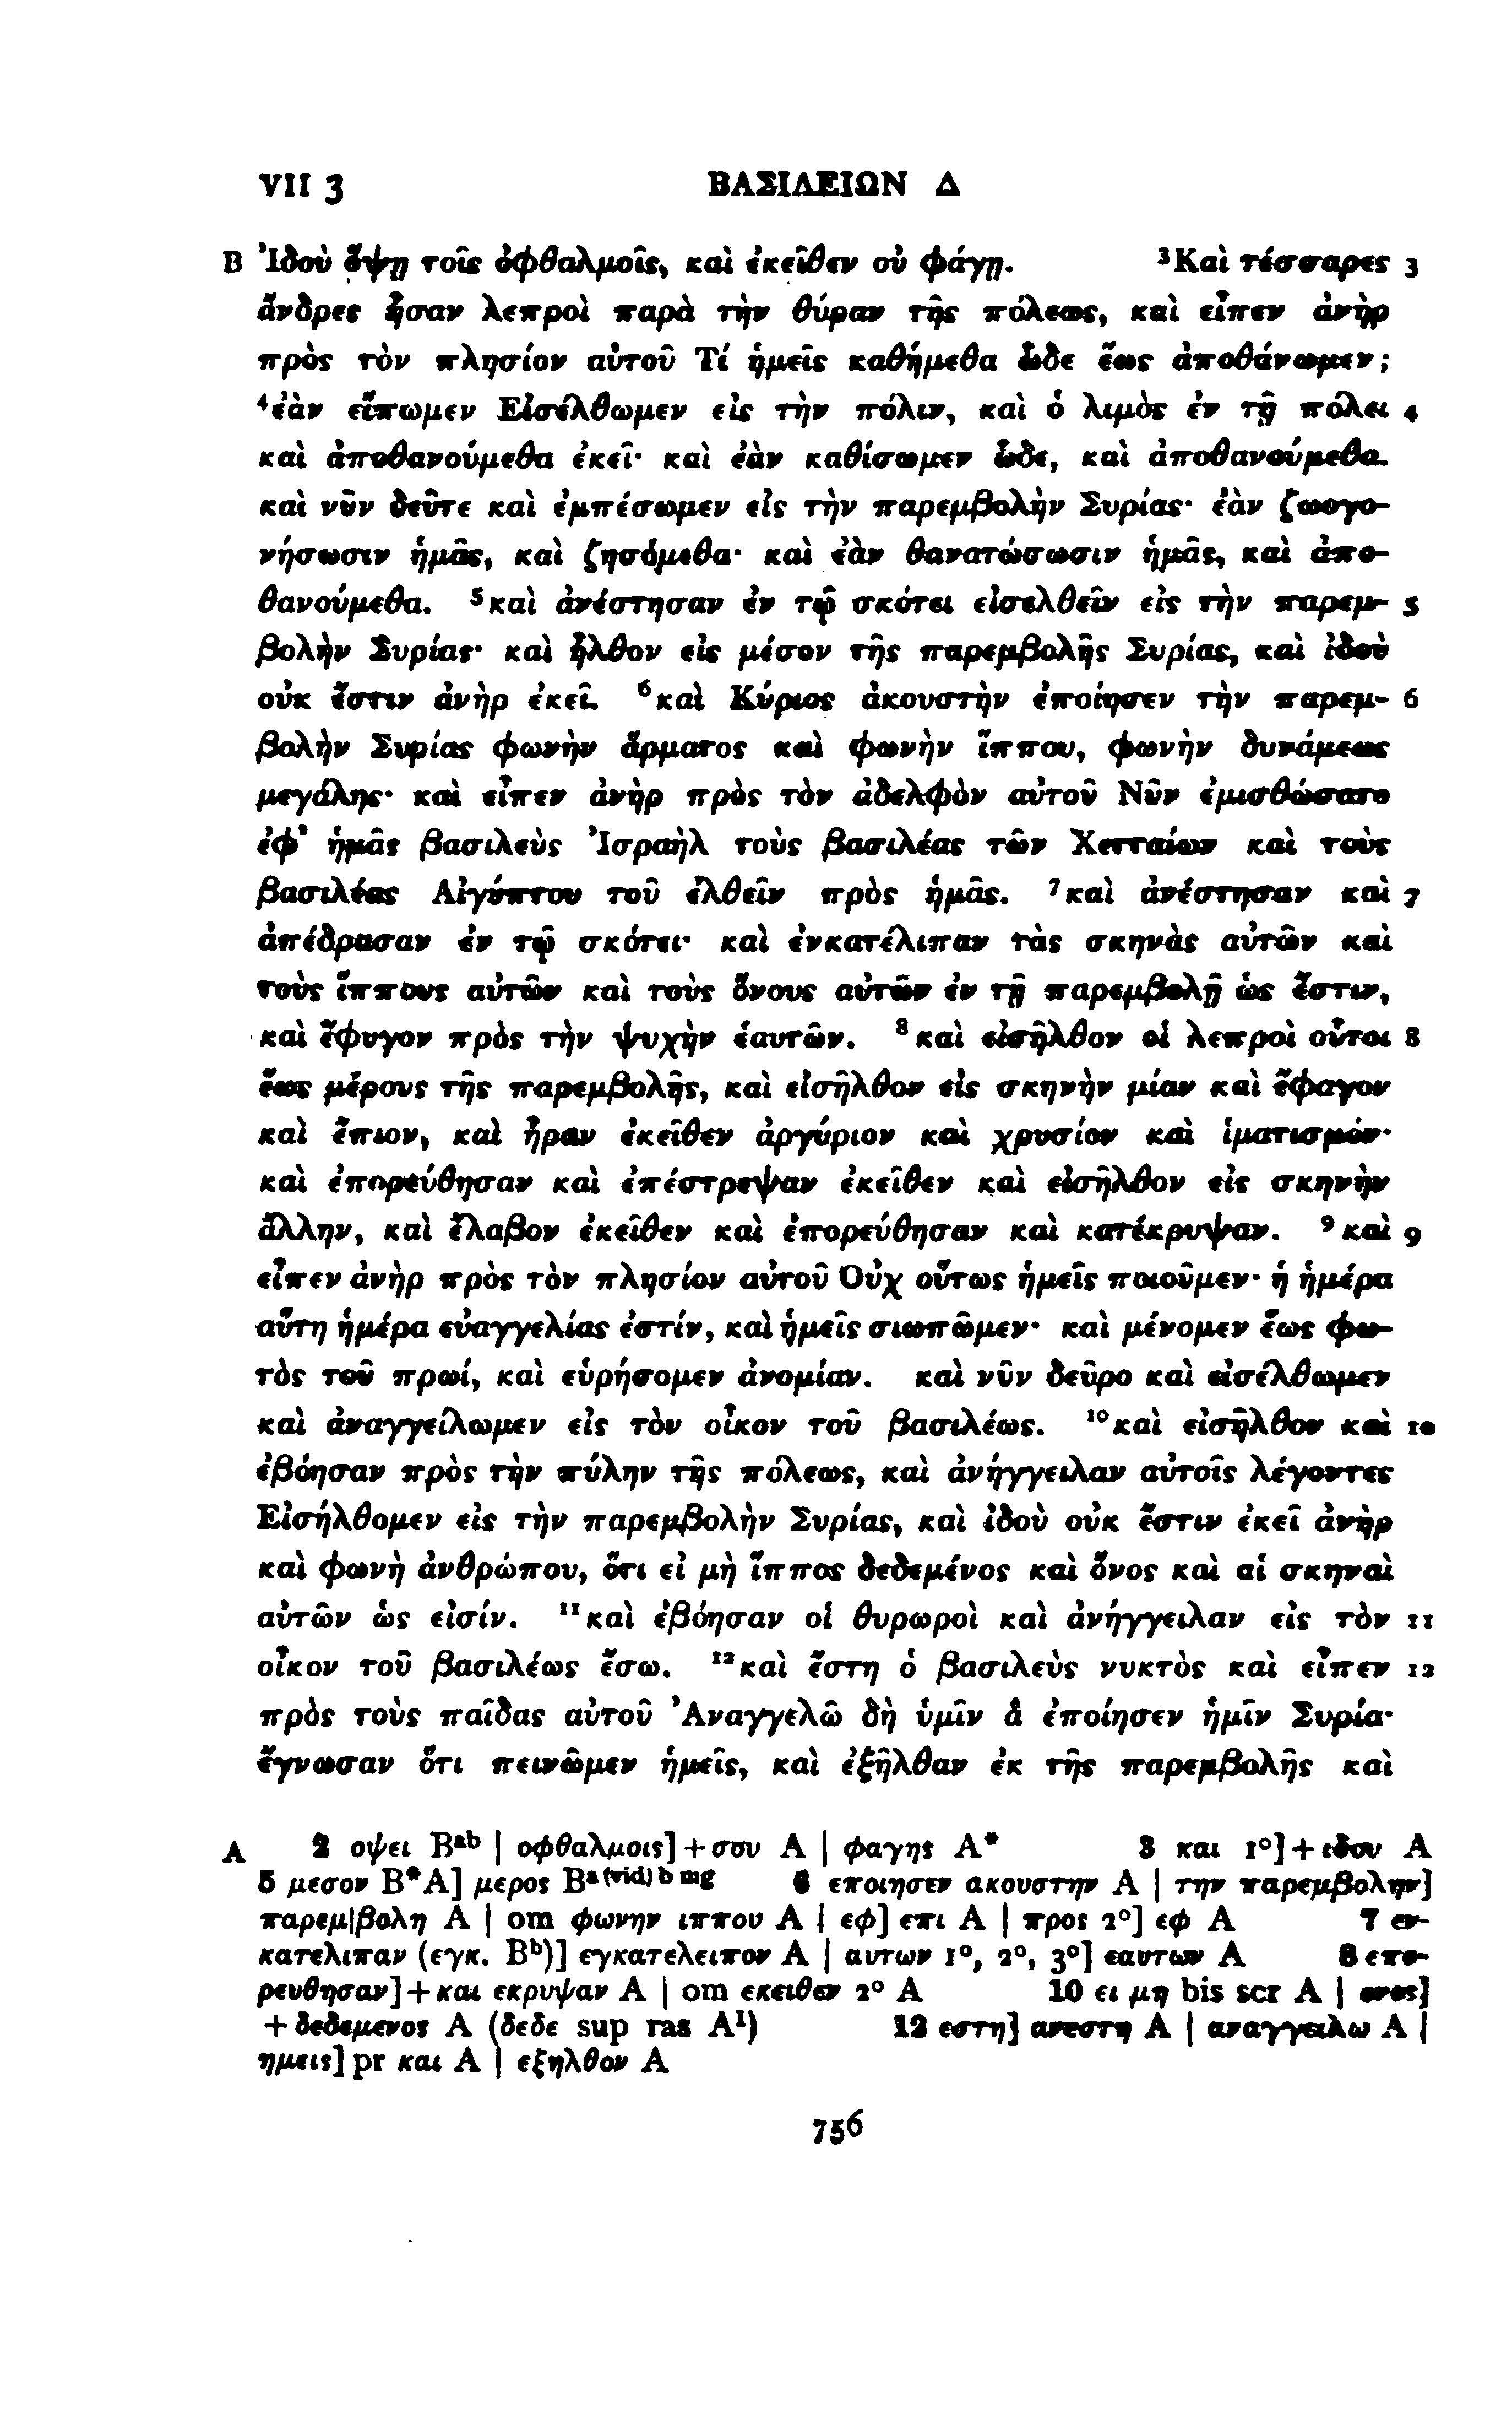 VII 3 ΒΑΣΙΛΕΙΩΝ Δ
B Ἰδοὺ ὄψῃ τοῖς ὀφθαλμοῖς, καὶ ἐκεῖθεν οὐ φάγῃ. ³Καὶ τέσσαρες 3
ἄνδρες ἦσαν λεπροὶ παρὰ τὴν θύραν τῆς πόλεως, καὶ εἶπεν ἀνὴρ
πρὸς τὸν πλησίον αὐτοῦ Τί ἡμεῖς καθήμεθα ὧδε ἕως ἀποθάνωμεν;
⁴ἐὰν εἴπωμεν Εἰσέλθωμεν εἰς τὴν πόλιν, καὶ ὁ λιμὸς ἐν τῇ πόλει 4
καὶ ἀποθανούμεθα ἐκεῖ· καὶ ἐὰν καθίσωμεν ὧδε, καὶ ἀποθανούμεθα.
καὶ νῦν δεῦτε καὶ ἐμπέσωμεν εἰς τὴν παρεμβολὴν Συρίας· ἐὰν ζωογο-
νήσωσιν ἡμᾶς, καὶ ζησόμεθα· καὶ ἐὰν θανατώσωσιν ἡμᾶς, καὶ ἀπο-
θανούμεθα. ⁵καὶ ἀνέστησαν ἐν τῷ σκότει εἰσελθεῖν εἰς τὴν παρεμ- 5
βολὴν Συρίας· καὶ ἦλθον εἰς μέσον τῆς παρεμβολῆς Συρίας, καὶ ἰδοὺ
οὐκ ἔστιν ἀνὴρ ἐκεῖ. ⁶καὶ Κύριος ἀκουστὴν ἐποίησεν τὴν παρεμ- 6
βολὴν Συρίας φωνὴν ἅρματος καὶ φωνὴν ἵππου, φωνὴν δυνάμεως
μεγάλης· καὶ εἶπεν ἀνὴρ πρὸς τὸν ἀδελφὸν αὐτοῦ Νῦν ἐμισθώσατο
ἐφ’ ἡμᾶς βασιλεὺς Ἰσραὴλ τοὺς βασιλέας τῶν Χετταίων καὶ τοὺς
βασιλέας Αἰγύπτου τοῦ ἐλθεῖν πρὸς ἡμᾶς. ⁷καὶ ἀνέστησαν καὶ 7
ἀπέδρασαν ἐν τῷ σκότει· καὶ ἐνκατέλιπαν τὰς σκηνὰς αὐτῶν καὶ
τοὺς ἵππους αὐτῶν καὶ τοὺς ὄνους αὐτῶν ἐν τῇ παρεμβολῇ ὡς ἔστιν,
καὶ ἔφυγον πρὸς τὴν ψυχὴν ἑαυτῶν. ⁸καὶ εἰσῆλθον οἱ λεπροὶ οὗτοι 8
ἕως μέρους τῆς παρεμβολῆς, καὶ εἰσῆλθον εἰς σκηνὴν μίαν καὶ ἔφαγον
καὶ ἔπιον, καὶ ἦραν ἐκεῖθεν ἀργύριον καὶ χρυσίον καὶ ἱματισμόν·
καὶ ἐπορεύθησαν καὶ ἐπέστρεψαν ἐκεῖθεν καὶ εἰσῆλθον εἰς σκηνὴν
ἄλλην, καὶ ἔλαβον ἐκεῖθεν καὶ ἐπορεύθησαν καὶ κατέκρυψαν. ⁹καὶ 9
εἶπεν ἀνὴρ πρὸς τὸν πλησίον αὐτοῦ Οὐχ οὕτως ἡμεῖς ποιοῦμεν· ἡ ἡμέρα
αὕτη ἡμέρα εὐαγγελίας ἐστίν, καὶ ἡμεῖς σιωπῶμεν· καὶ μένομεν ἕως φω-
τὸς τοῦ πρωί, καὶ εὑρήσομεν ἀνομίαν. καὶ νῦν δεῦρο καὶ εἰσέλθωμεν
καὶ ἀναγγείλωμεν εἰς τὸν οἶκον τοῦ βασιλέως. ¹⁰καὶ εἰσῆλθον καὶ 10
ἐβόησαν πρὸς τὴν πύλην τῆς πόλεως, καὶ ἀνήγγειλαν αὐτοῖς λέγοντες
Εἰσήλθομεν εἰς τὴν παρεμβολὴν Συρίας, καὶ ἰδοὺ οὐκ ἔστιν ἐκεῖ ἀνὴρ
καὶ φωνὴ ἀνθρώπου, ὅτι εἰ μὴ ἵππος δεδεμένος καὶ ὄνος καὶ αἱ σκηναὶ
αὐτῶν ὡς εἰσίν. ¹¹καὶ ἐβόησαν οἱ θυρωροὶ καὶ ἀνήγγειλαν εἰς τὸν 11
οἶκον τοῦ βασιλέως ἔσω. ¹²καὶ ἔστη ὁ βασιλεὺς νυκτὸς καὶ εἶπεν 12
πρὸς τοὺς παῖδας αὐτοῦ Ἀναγγελῶ δὴ ὑμῖν ἃ ἐποίησεν ἡμῖν Συρία·
ἔγνωσαν ὅτι πεινῶμεν ἡμεῖς, καὶ ἐξῆλθαν ἐκ τῆς παρεμβολῆς καὶ
A 2 οψει Bᵃᵇ | οφθαλμοις]+σου A | φαγης A* 3 και 1°]+ιδου A
5 μεσον B*A] μερος Bᵃ⁽ᵛⁱᵈ⁾ᵇ ᵐᵍ 6 εποιησεν ακουστην A | την παρεμβολην]
παρεμ|βολη A | om φωνην ιππου A | εφ] επι A | προς 2°] εφ A 7 εν-
κατελιπαν (εγκ. Bᵇ)] εγκατελειπον A | αυτων 1°, 2°, 3°] εαυτων A 8 επο-
ρευθησαν]+και εκρυψαν A | om εκειθεν 2° A 10 ει μη bis scr A | ονος]
+δεδεμενος A (δεδε sup ras A¹) 12 εστη] ανεστη A | αναγγειλω A |
ημεις] pr και A | εξηλθον A
756